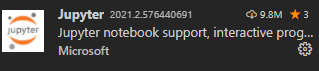 jupyter
Jupyter 2021.2.576440691 9.8M 3
Jupyter notebook support, interactive prog...
Microsoft